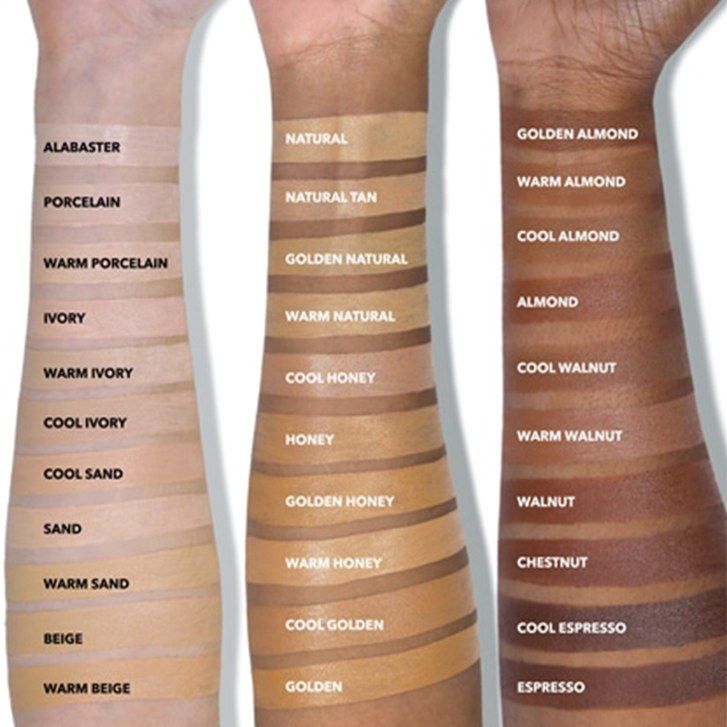 ALABASTER
PORCELAIN
WARM PORCELAIN
IVORY
WARM IVORY
COOL IVORY
COOL SAND
SAND
WARM SAND
BEIGE
WARM BEIGE
NATURAL
NATURAL TAN
GOLDEN NATURAL
WARM NATURAL
COOL HONEY
HONEY
GOLDEN HONEY
WARM HONEY
COOL GOLDEN
GOLDEN
GOLDEN ALMOND
WARM ALMOND
COOL ALMOND
ALMOND
COOL WALNUT
WARM WALNUT
WALNUT
CHESTNUT
COOL ESPRESSO
ESPRESSO